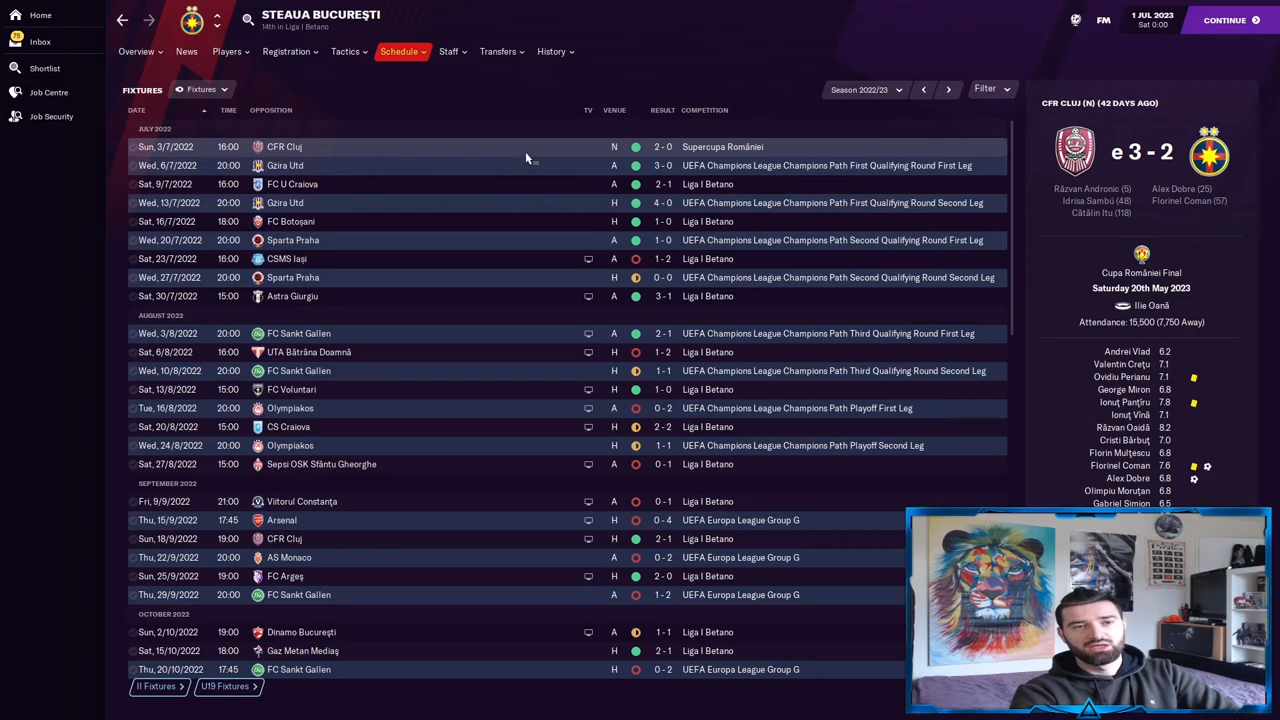 Home
Inbox
75
Shortlist
Job Centre
Job Security
STEAUA BUCUREȘTI
14th in Liga I Betano
FM
1 JUL 2023
Sat 0:00
CONTINUE
Overview
News
Players
Registration
Tactics
Schedule
Staff
Transfers
History
FIXTURES
Fixtures
Season 2022/23
Filter
DATE TIME OPPOSITION TV VENUE RESULT COMPETITION
JULY 2022
Sun, 3/7/2022 16:00 CFR Cluj N 2 - 0 Supercupa României
Wed, 6/7/2022 20:00 Gzira Utd A 3 - 0 UEFA Champions League Champions Path First Qualifying Round First Leg
Sat, 9/7/2022 16:00 FC U Craiova A 2 - 1 Liga I Betano
Wed, 13/7/2022 20:00 Gzira Utd H 4 - 0 UEFA Champions League Champions Path First Qualifying Round Second Leg
Sat, 16/7/2022 18:00 FC Botoșani H 1 - 0 Liga I Betano
Wed, 20/7/2022 20:00 Sparta Praha A 1 - 0 UEFA Champions League Champions Path Second Qualifying Round First Leg
Sat, 23/7/2022 16:00 CSMS Iași A 1 - 2 Liga I Betano
Wed, 27/7/2022 20:00 Sparta Praha H 0 - 0 UEFA Champions League Champions Path Second Qualifying Round Second Leg
Sat, 30/7/2022 15:00 Astra Giurgiu A 3 - 1 Liga I Betano
AUGUST 2022
Wed, 3/8/2022 20:00 FC Sankt Gallen A 2 - 1 UEFA Champions League Champions Path Third Qualifying Round First Leg
Sat, 6/8/2022 16:00 UTA Bătrâna Doamnă H 1 - 2 Liga I Betano
Wed, 10/8/2022 20:00 FC Sankt Gallen H 1 - 1 UEFA Champions League Champions Path Third Qualifying Round Second Leg
Sat, 13/8/2022 15:00 FC Voluntari H 1 - 0 Liga I Betano
Tue, 16/8/2022 20:00 Olympiakos A 0 - 2 UEFA Champions League Champions Path Playoff First Leg
Sat, 20/8/2022 15:00 CS Craiova H 2 - 2 Liga I Betano
Wed, 24/8/2022 20:00 Olympiakos H 1 - 1 UEFA Champions League Champions Path Playoff Second Leg
Sat, 27/8/2022 15:00 Sepsi OSK Sfântu Gheorghe A 0 - 1 Liga I Betano
SEPTEMBER 2022
Fri, 9/9/2022 21:00 Viitorul Constanța A 0 - 1 Liga I Betano
Thu, 15/9/2022 17:45 Arsenal H 0 - 4 UEFA Europa League Group G
Sun, 18/9/2022 19:00 CFR Cluj H 2 - 1 Liga I Betano
Thu, 22/9/2022 20:00 AS Monaco A 0 - 2 UEFA Europa League Group G
Sun, 25/9/2022 19:00 FC Argeș H 2 - 0 Liga I Betano
Thu, 29/9/2022 20:00 FC Sankt Gallen A 1 - 2 UEFA Europa League Group G
OCTOBER 2022
Sun, 2/10/2022 19:00 Dinamo București A 1 - 1 Liga I Betano
Sat, 15/10/2022 18:00 Gaz Metan Mediaș H 2 - 1 Liga I Betano
Thu, 20/10/2022 17:45 FC Sankt Gallen H 0 - 2 UEFA Europa League Group G
II Fixtures
U19 Fixtures
CFR CLUJ (N) (42 DAYS AGO)
e 3 - 2
Răzvan Andronic (5)
Idrisa Sambú (48)
Cătălin Itu (118)
Alex Dobre (25)
Florinel Coman (57)
Cupa României Final
Saturday 20th May 2023
Ilie Oană
Attendance: 15,500 (7,750 Away)
Andrei Vlad 6.2
Valentin Crețu 7.1
Ovidiu Perianu 7.1
George Miron 6.8
Ionuț Panțîru 7.8
Ionuț Vînă 7.1
Răzvan Oaidă 8.2
Cristi Bărbuț 7.0
Florin Mulțescu 6.8
Florinel Coman 7.6
Alex Dobre 6.8
Olimpiu Moruțan 6.8
Gabriel Simion 6.5